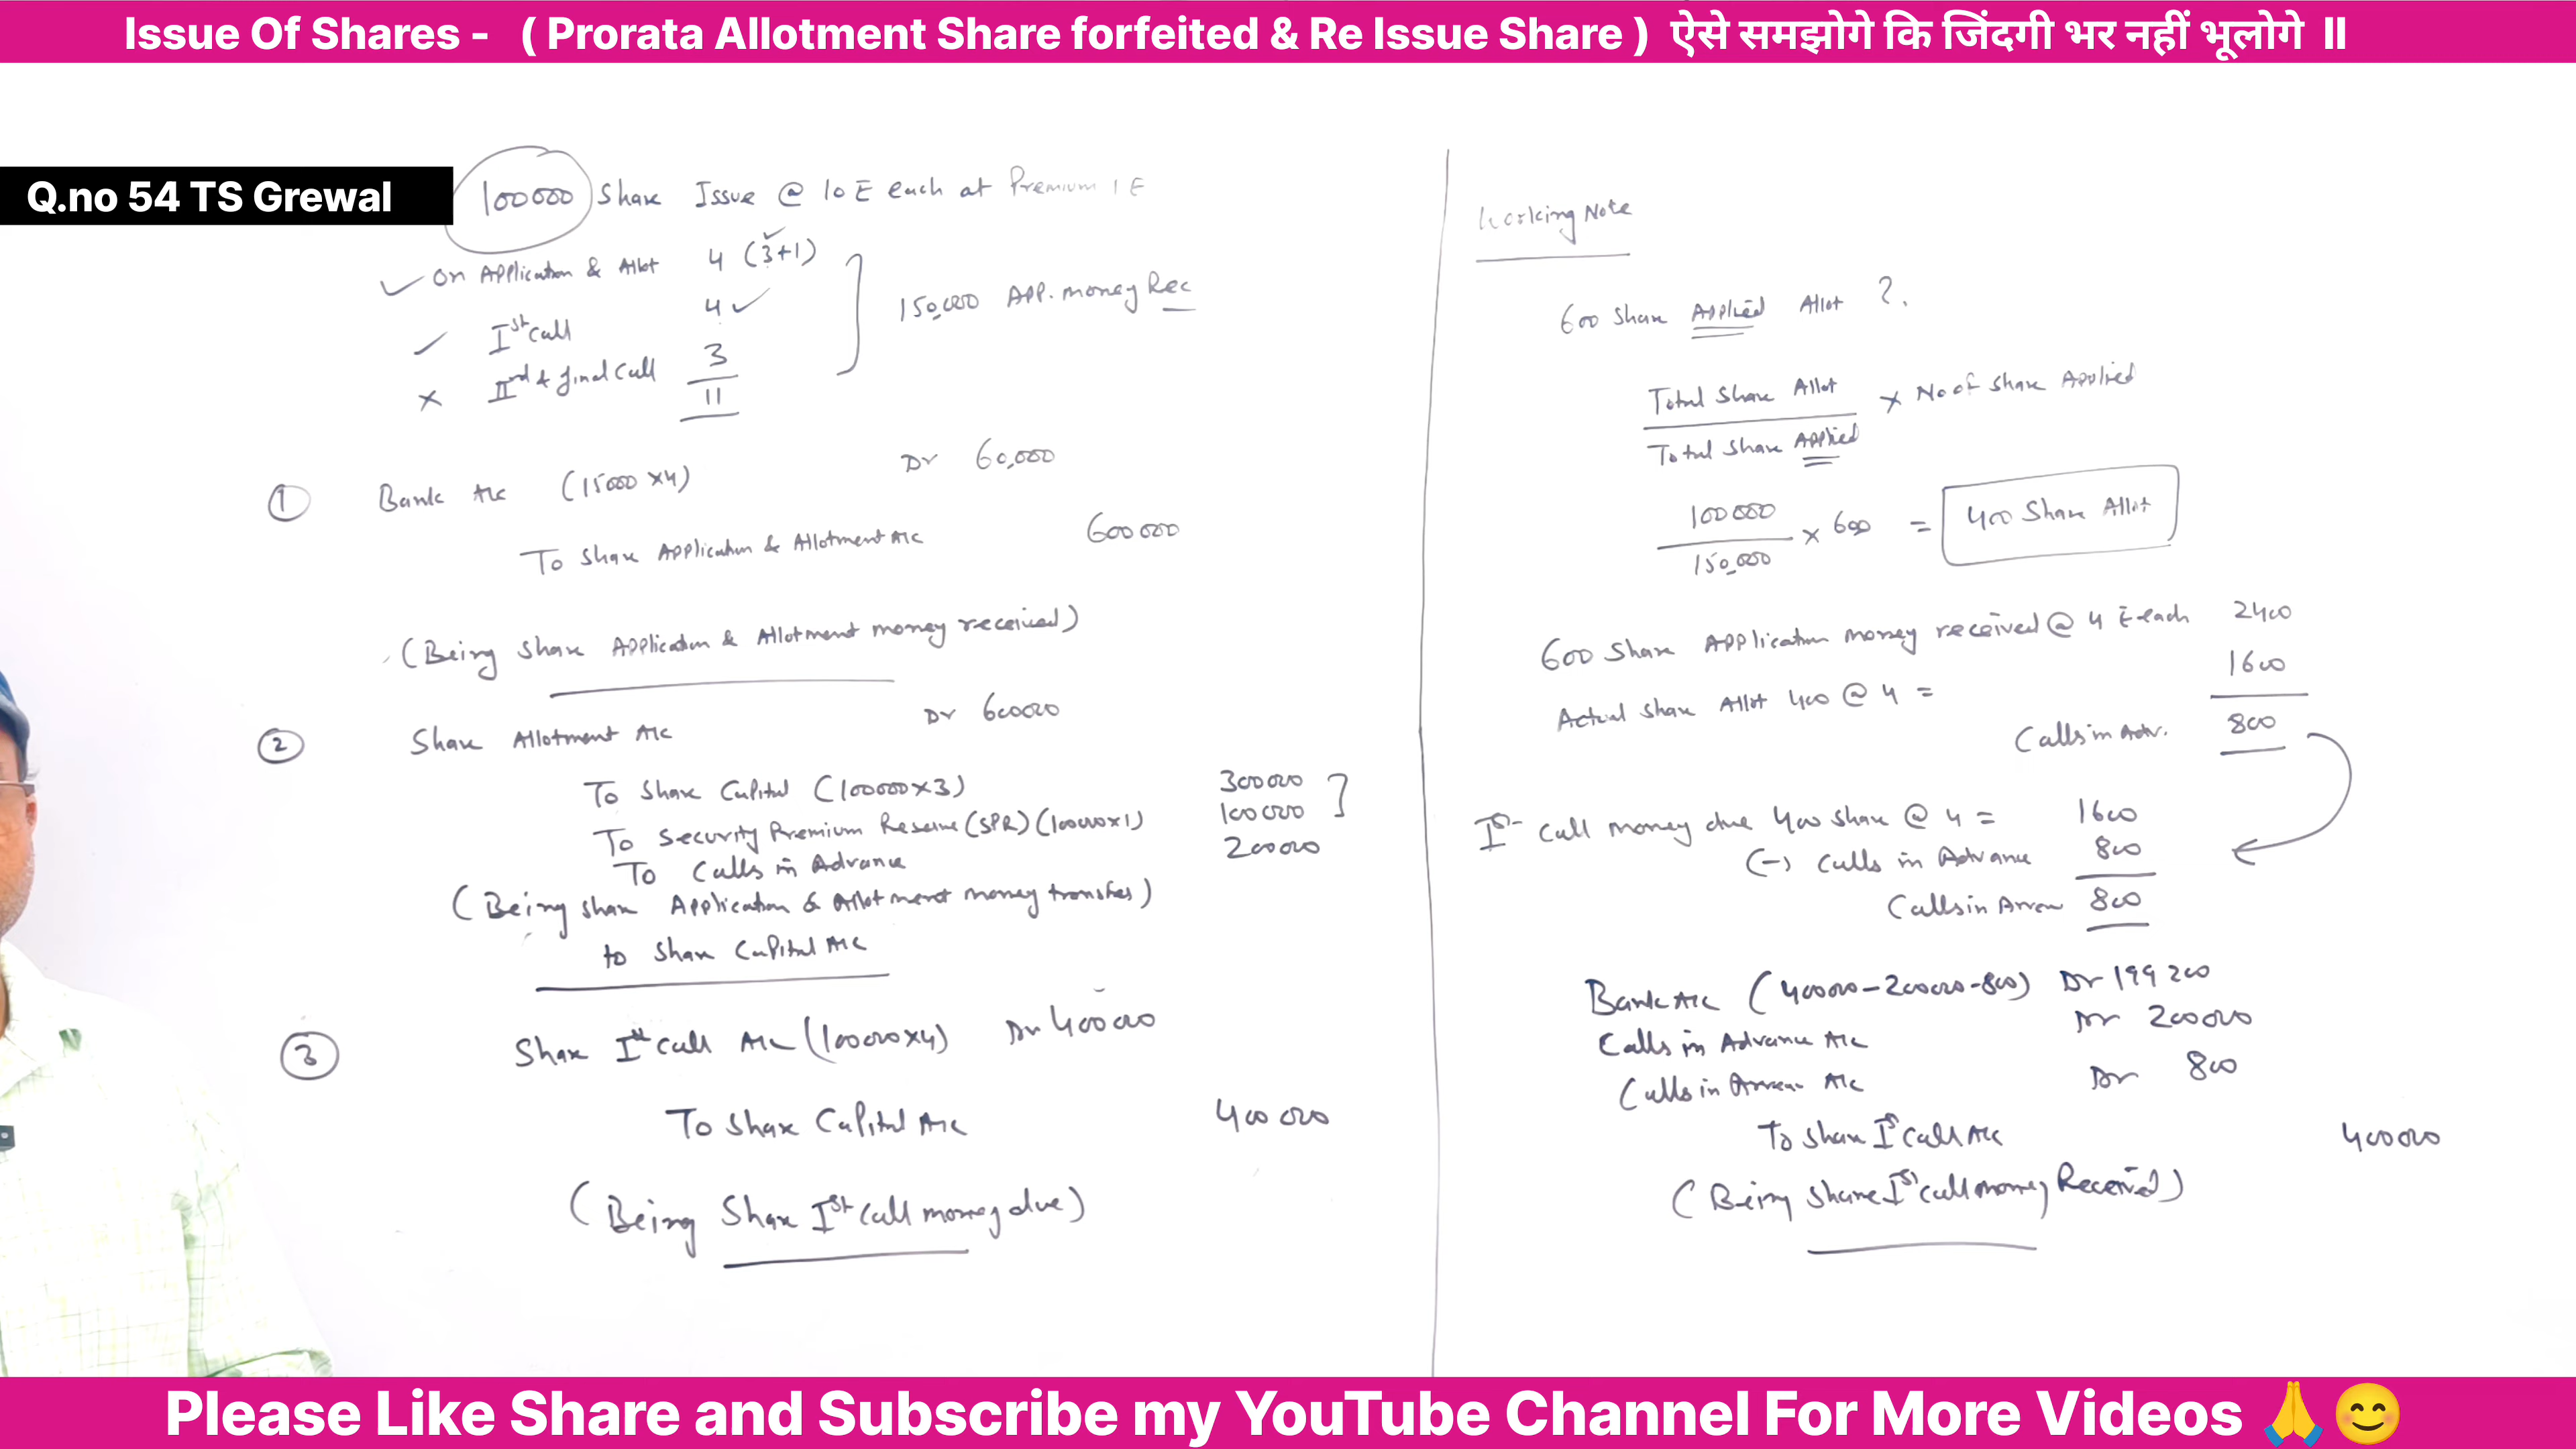 Issue Of Shares - ( Prorata Allotment Share forfeited & Re Issue Share ) ऐसे समझोगे कि जिंदगी भर नहीं भूलोगे ॥
Q.no 54 TS Grewal
100000 Share Issue @ 10 E each at Premium 1 E
On Application & Allot 4 (3+1)
Ist call 4
IInd & final call 3
11
150,000 App. money Rec
1 Bank A/c (15000 x4) Dr 60,000
To Share Application & Allotment A/c 600000
(Being Share Application & Allotment money received)
2 Share Allotment A/c Dr 600000
To Share Capital (100000×3) 300000
To Security Premium Reserve (SPR) (100000×1) 100000
To Calls in Advance 200000
(Being Share Application & Allotment money transfer)
to Share Capital A/c
3 Share Ist call A/c (100000×4) Dr 400000
To Share Capital A/c 400000
(Being Share Ist call money due)
Working Note
600 Share Applied Allot ?.
Total Share Allot
Total Share Applied
× No of Share Applied
100000
150,000
× 600 = 400 Share Allot
600 Share Application money received @ 4 E each 2400
Actual Share Allot 400 @ 4 = 1600
Calls in Adv. 800
Ist call money due 400 share @ 4 = 1600
(-) Calls in Advance 800
Calls in Arrear 800
Bank A/c (400000-200000-800) Dr 199200
Calls in Advance A/c Dr 200000
Calls in Arrear A/c Dr 800
To Share Ist Call A/c 400000
(Being Share Ist call money Received)
Please Like Share and Subscribe my YouTube Channel For More Videos 🙏😊